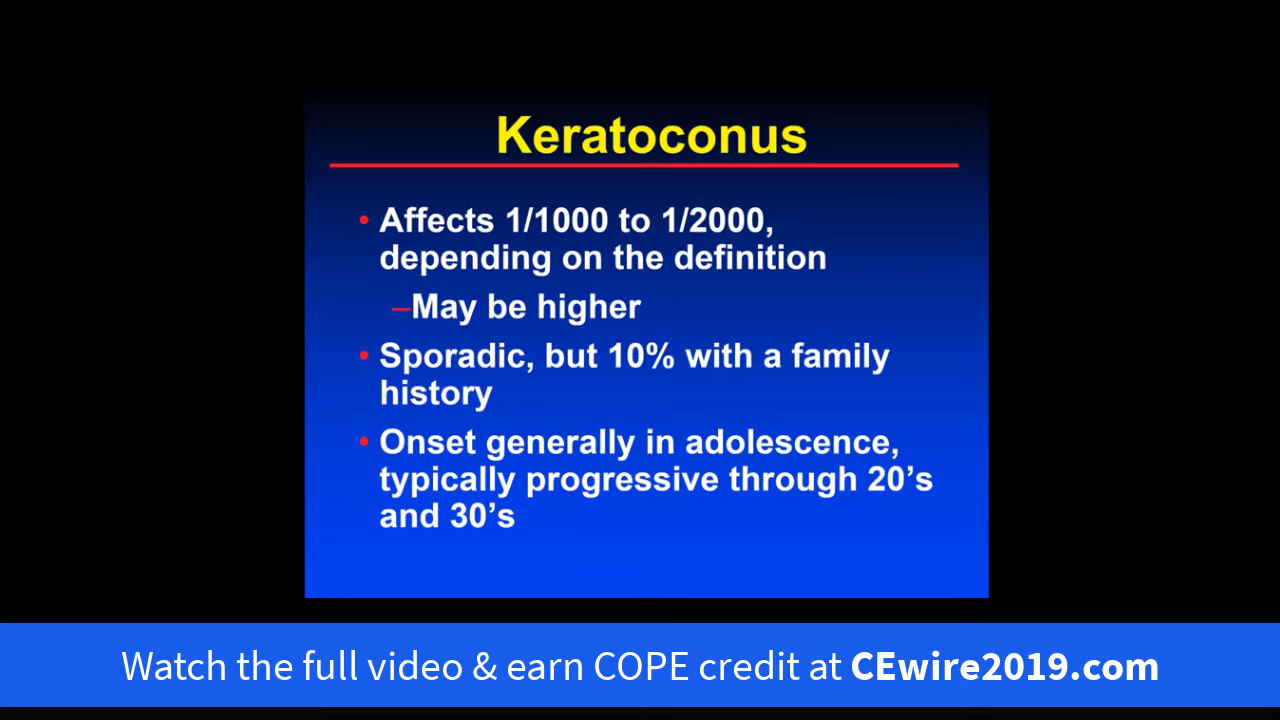 Keratoconus
• Affects 1/1000 to 1/2000,
depending on the definition
–May be higher
• Sporadic, but 10% with a family
history
• Onset generally in adolescence,
typically progressive through 20’s
and 30’s
Watch the full video & earn COPE credit at CEwire2019.com